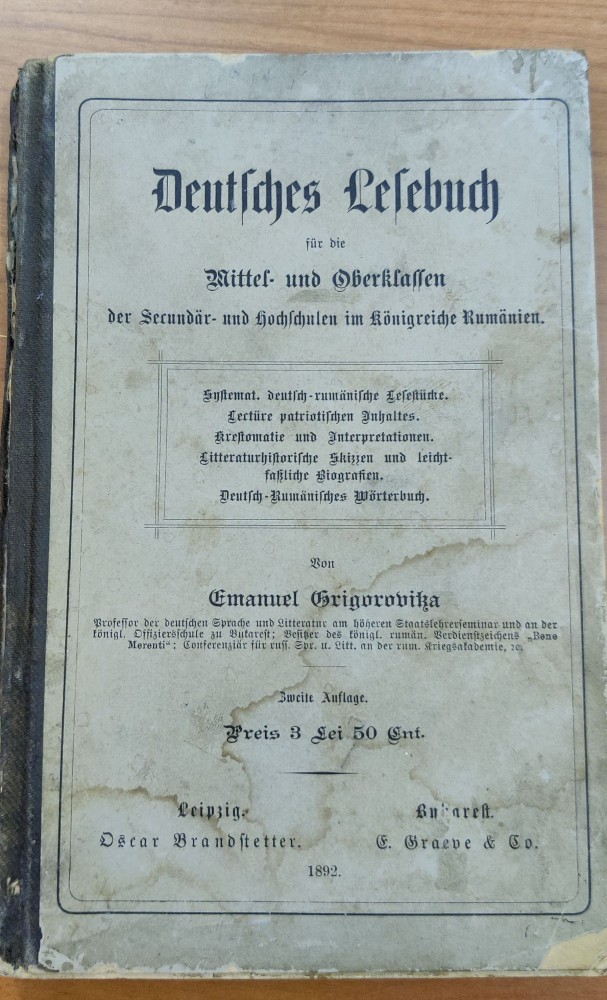 Deutſches Leſebuch
für die
Mittel- und Oberklaſſen
der Secundär- und Hochſchulen im Königreiche Rumänien.
Syſtemat. deutſch-rumäniſche Leſeſtücke.
Lectüre patriotiſchen Inhaltes.
Kreſtomatie und Interpretationen.
Litteraturhiſtoriſche Skizzen und leicht-
faßliche Biografien.
Deutſch-Rumäniſches Wörterbuch.
Von
Emanuel Grigorovitza
Profeſſor der deutſchen Sprache und Litteratur am höheren Staatslehrerſeminar und an der
königl. Offiziersſchule zu Bukareſt; Beſitzer des königl. rumän. Verdienſtzeichens „Bene
Merenti“; Conferenziär für ruſſ. Spr. u. Litt. an der rum. Kriegsakademie, ꝛc.
Zweite Auflage.
Preis 3 Lei 50 Cnt.
Leipzig.
Oscar Brandſtetter.
Bukareſt.
E. Graeve & Co.
1892.